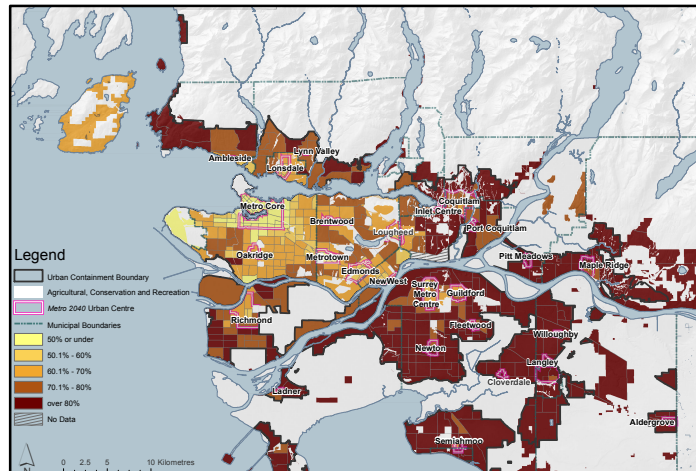 Lynn Valley
Ambleside
Lonsdale
Metro Core
Coquitlam
Inlet Centre
Brentwood
Port Coquitlam
Lougheed
Oakridge
Metrotown
Pitt Meadows
Maple Ridge
Edmonds
NewWest
Surrey
Metro
Centre
Guildford
Richmond
Fleetwood
Willoughby
Newton
Langley
Cloverdale
Ladner
Aldergrove
Semiahmoo
Legend
Urban Containment Boundary
Agricultural, Conservation and Recreation
Metro 2040 Urban Centre
Municipal Boundaries
50% or under
50.1% - 60%
60.1% - 70%
70.1% - 80%
over 80%
No Data
N
0 2.5 5 10 Kilometres